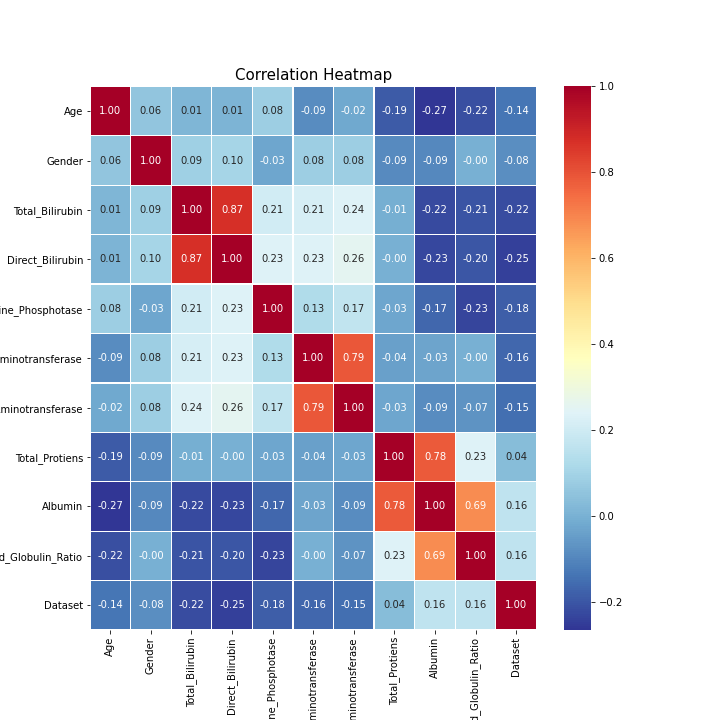 Correlation Heatmap
Age 1.00 0.06 0.01 0.01 0.08 -0.09 -0.02 -0.19 -0.27 -0.22 -0.14
Gender 0.06 1.00 0.09 0.10 -0.03 0.08 0.08 -0.09 -0.09 -0.00 -0.08
Total_Bilirubin 0.01 0.09 1.00 0.87 0.21 0.21 0.24 -0.01 -0.22 -0.21 -0.22
Direct_Bilirubin 0.01 0.10 0.87 1.00 0.23 0.23 0.26 -0.00 -0.23 -0.20 -0.25
ine_Phosphotase 0.08 -0.03 0.21 0.23 1.00 0.13 0.17 -0.03 -0.17 -0.23 -0.18
minotransferase -0.09 0.08 0.21 0.23 0.13 1.00 0.79 -0.04 -0.03 -0.00 -0.16
minotransferase -0.02 0.08 0.24 0.26 0.17 0.79 1.00 -0.03 -0.09 -0.07 -0.15
Total_Protiens -0.19 -0.09 -0.01 -0.00 -0.03 -0.04 -0.03 1.00 0.78 0.23 0.04
Albumin -0.27 -0.09 -0.22 -0.23 -0.17 -0.03 -0.09 0.78 1.00 0.69 0.16
d_Globulin_Ratio -0.22 -0.00 -0.21 -0.20 -0.23 -0.00 -0.07 0.23 0.69 1.00 0.16
Dataset -0.14 -0.08 -0.22 -0.25 -0.18 -0.16 -0.15 0.04 0.16 0.16 1.00
Age
Gender
Total_Bilirubin
Direct_Bilirubin
ne_Phosphotase
minotransferase
minotransferase
Total_Protiens
Albumin
d_Globulin_Ratio
Dataset
1.0
0.8
0.6
0.4
0.2
0.0
−0.2